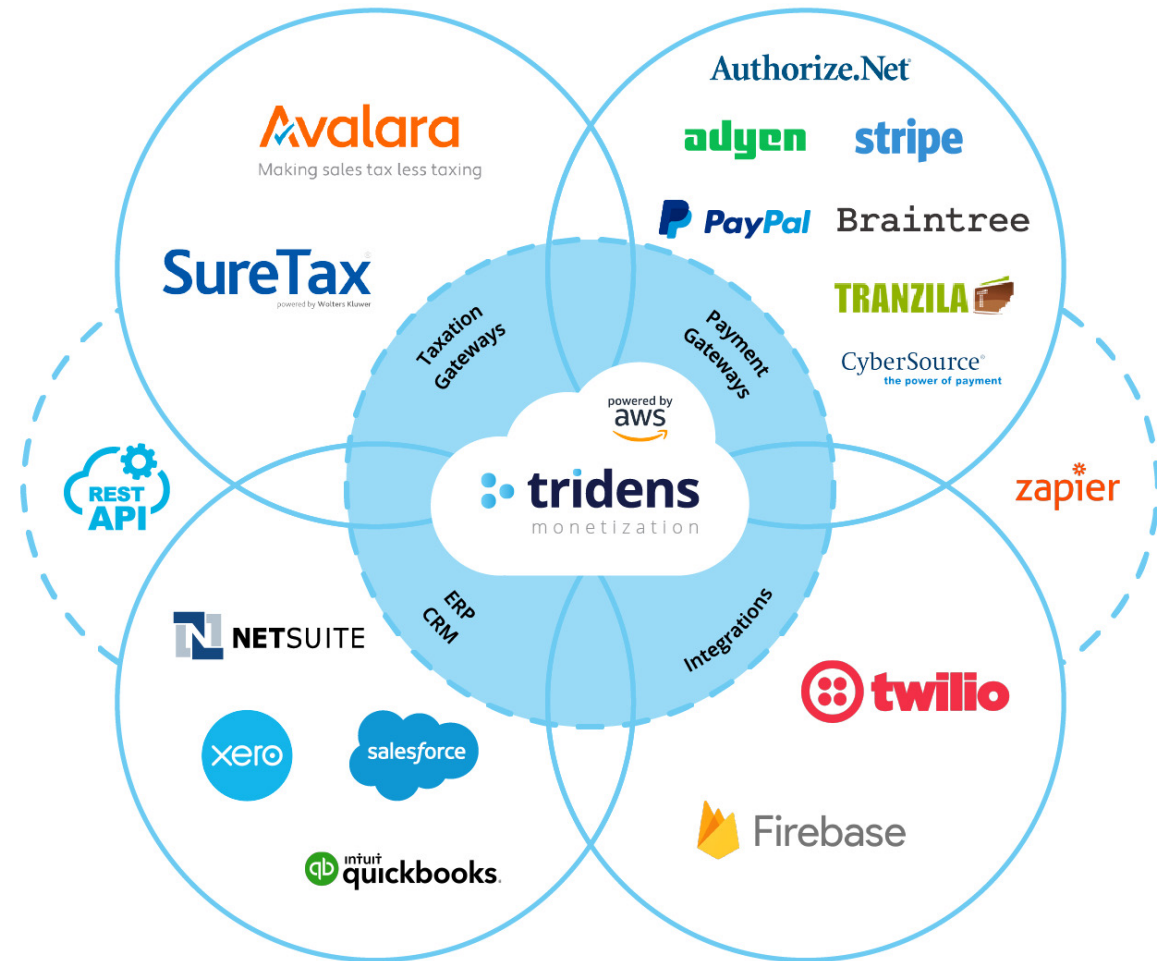 Avalara
Making sales tax less taxing
SureTax®
powered by Wolters Kluwer
Authorize.Net®
adyen
stripe
PayPal
Braintree
TRANZILA
T
CyberSource®
the power of payment
Taxation
Gateways
Payment
Gateways
powered by
aws
tridens
monetization
REST
API
zapier
ERP
CRM
Integrations
N
NETSUITE
xero
salesforce
qb
intuit
quickbooks.
twilio
Firebase